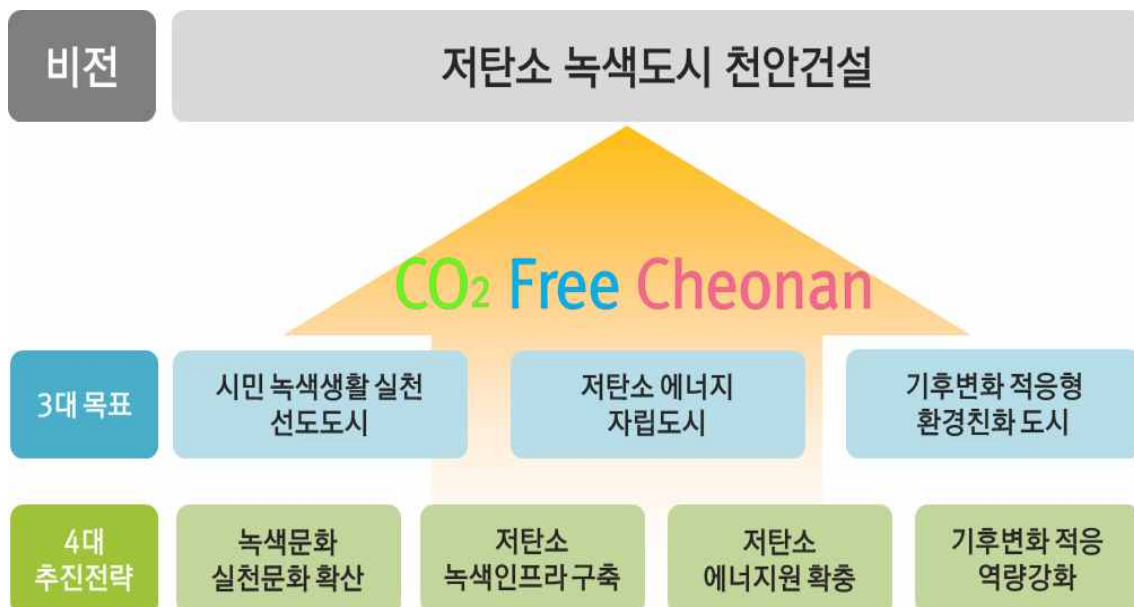 비전
저탄소 녹색도시 천안건설
CO₂ Free Cheonan
3대 목표
시민 녹색생활 실천
선도도시
저탄소 에너지
자립도시
기후변화 적응형
환경친화 도시
4대
추진전략
녹색문화
실천문화 확산
저탄소
녹색인프라 구축
저탄소
에너지원 확충
기후변화 적응
역량강화